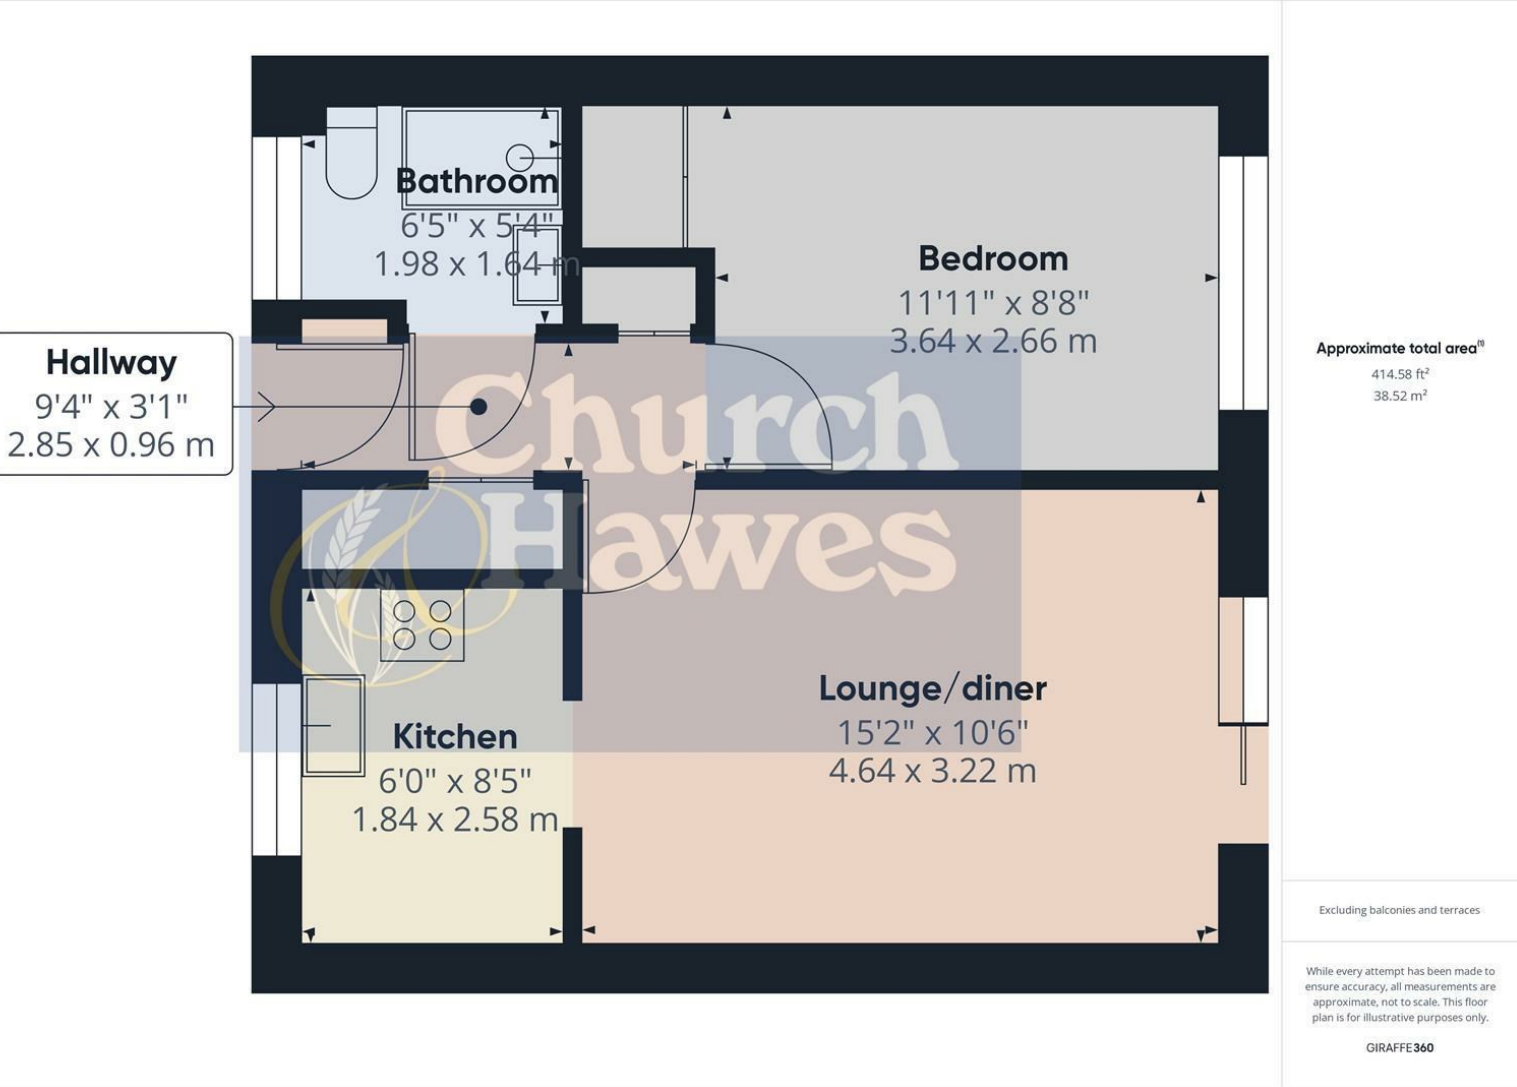 Bathroom
6'5" x 5'4"
1.98 x 1.64 m
Bedroom
11'11" x 8'8"
3.64 x 2.66 m
Hallway
9'4" x 3'1"
2.85 x 0.96 m
Church
& Hawes
Lounge/diner
15'2" x 10'6"
4.64 x 3.22 m
Kitchen
6'0" x 8'5"
1.84 x 2.58 m
Approximate total area(1)
414.58 ft²
38.52 m²
Excluding balconies and terraces
While every attempt has been made to
ensure accuracy, all measurements are
approximate, not to scale. This floor
plan is for illustrative purposes only.
GIRAFFE360